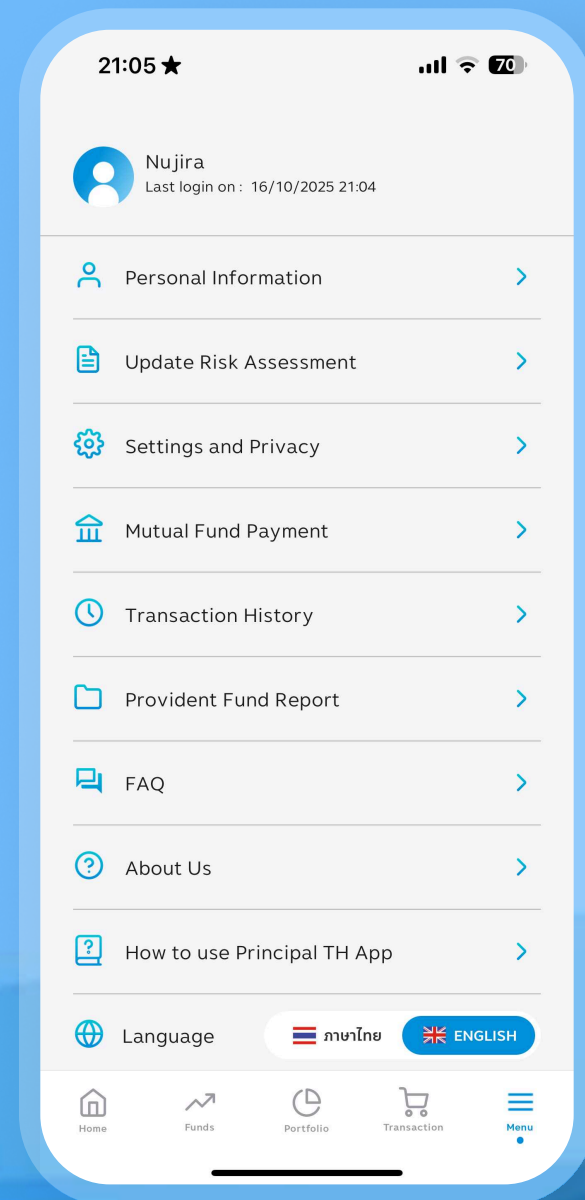 21:05
70
Nujira
Last login on : 16/10/2025 21:04
Personal Information
Update Risk Assessment
Settings and Privacy
Mutual Fund Payment
Transaction History
Provident Fund Report
FAQ
About Us
How to use Principal TH App
Language ภาษาไทย ENGLISH
Home Funds Portfolio Transaction Menu